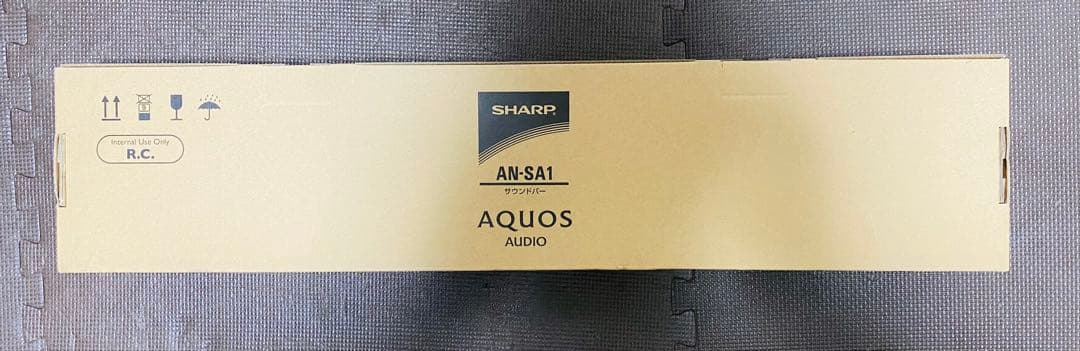 Internal Use Only
R.C.
SHARP
AN-SA1
サウンドバー
AQUOS
AUDIO